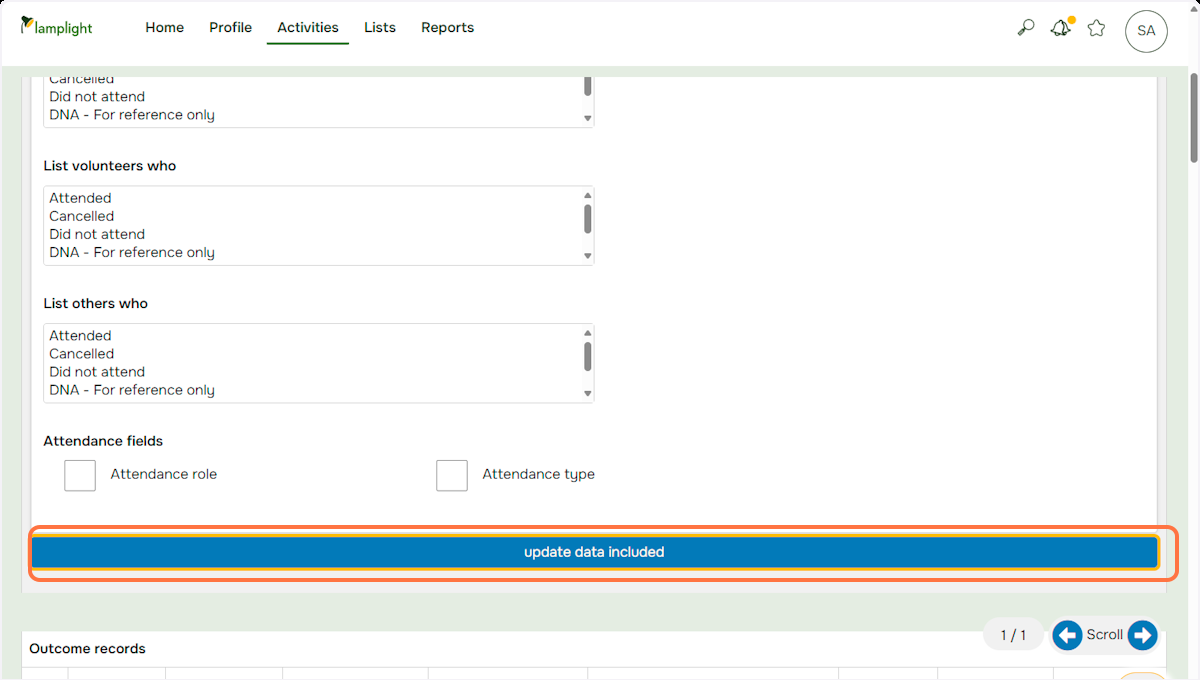 lamplight
Home Profile Activities Lists Reports
SA
Cancelled
Did not attend
DNA - For reference only
List volunteers who
Attended
Cancelled
Did not attend
DNA - For reference only
List others who
Attended
Cancelled
Did not attend
DNA - For reference only
Attendance fields
Attendance role Attendance type
update data included
1 / 1 Scroll
Outcome records